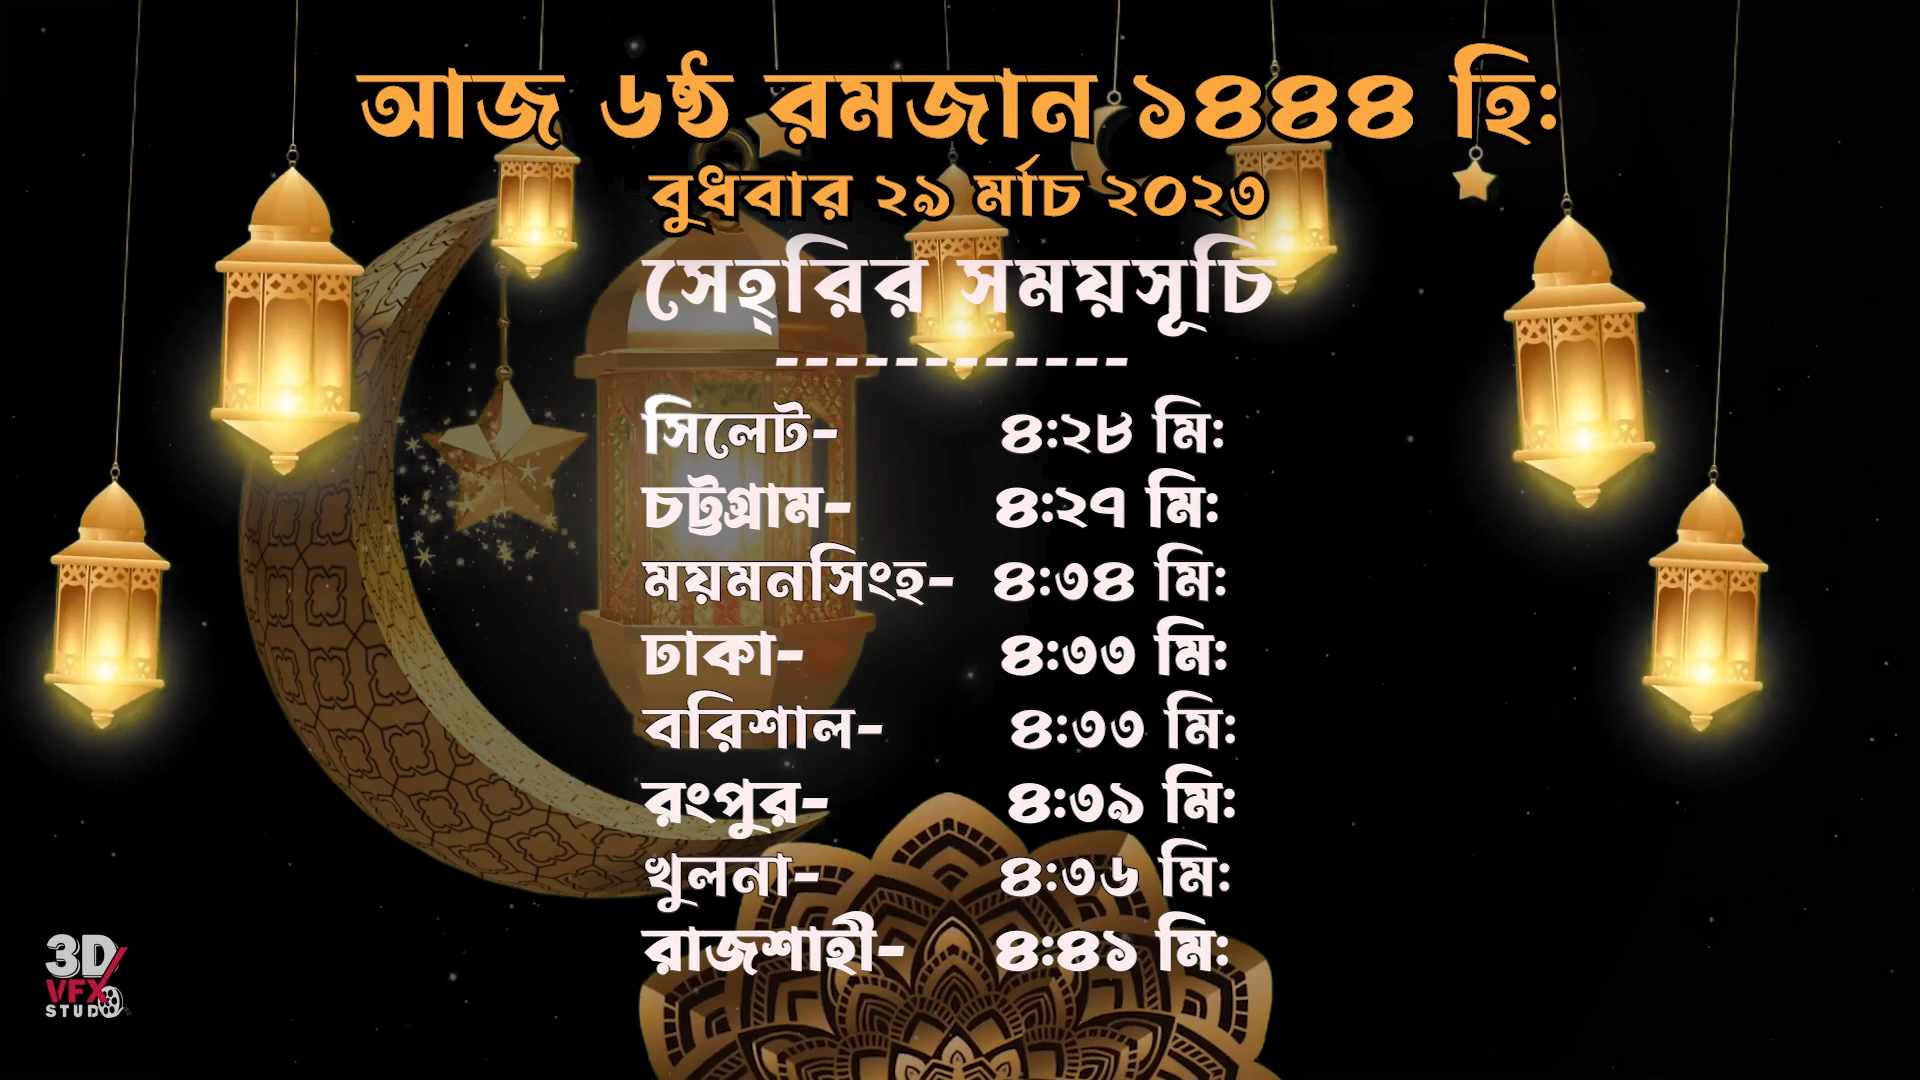 আজ ৬ষ্ঠ রমজান ১৪৪৪ হি:
বুধবার ২৯ র্মাচ ২০২৩
সেহ্‌রির সময়সূচি
------------
সিলেট- ৪:২৮ মি:
চট্টগ্রাম- ৪:২৭ মি:
ময়মনসিংহ- ৪:৩৪ মি:
ঢাকা- ৪:৩৩ মি:
বরিশাল- ৪:৩৩ মি:
রংপুর- ৪:৩৯ মি:
খুলনা- ৪:৩৬ মি:
রাজশাহী- ৪:৪১ মি:
3D
VFX
STUDIO